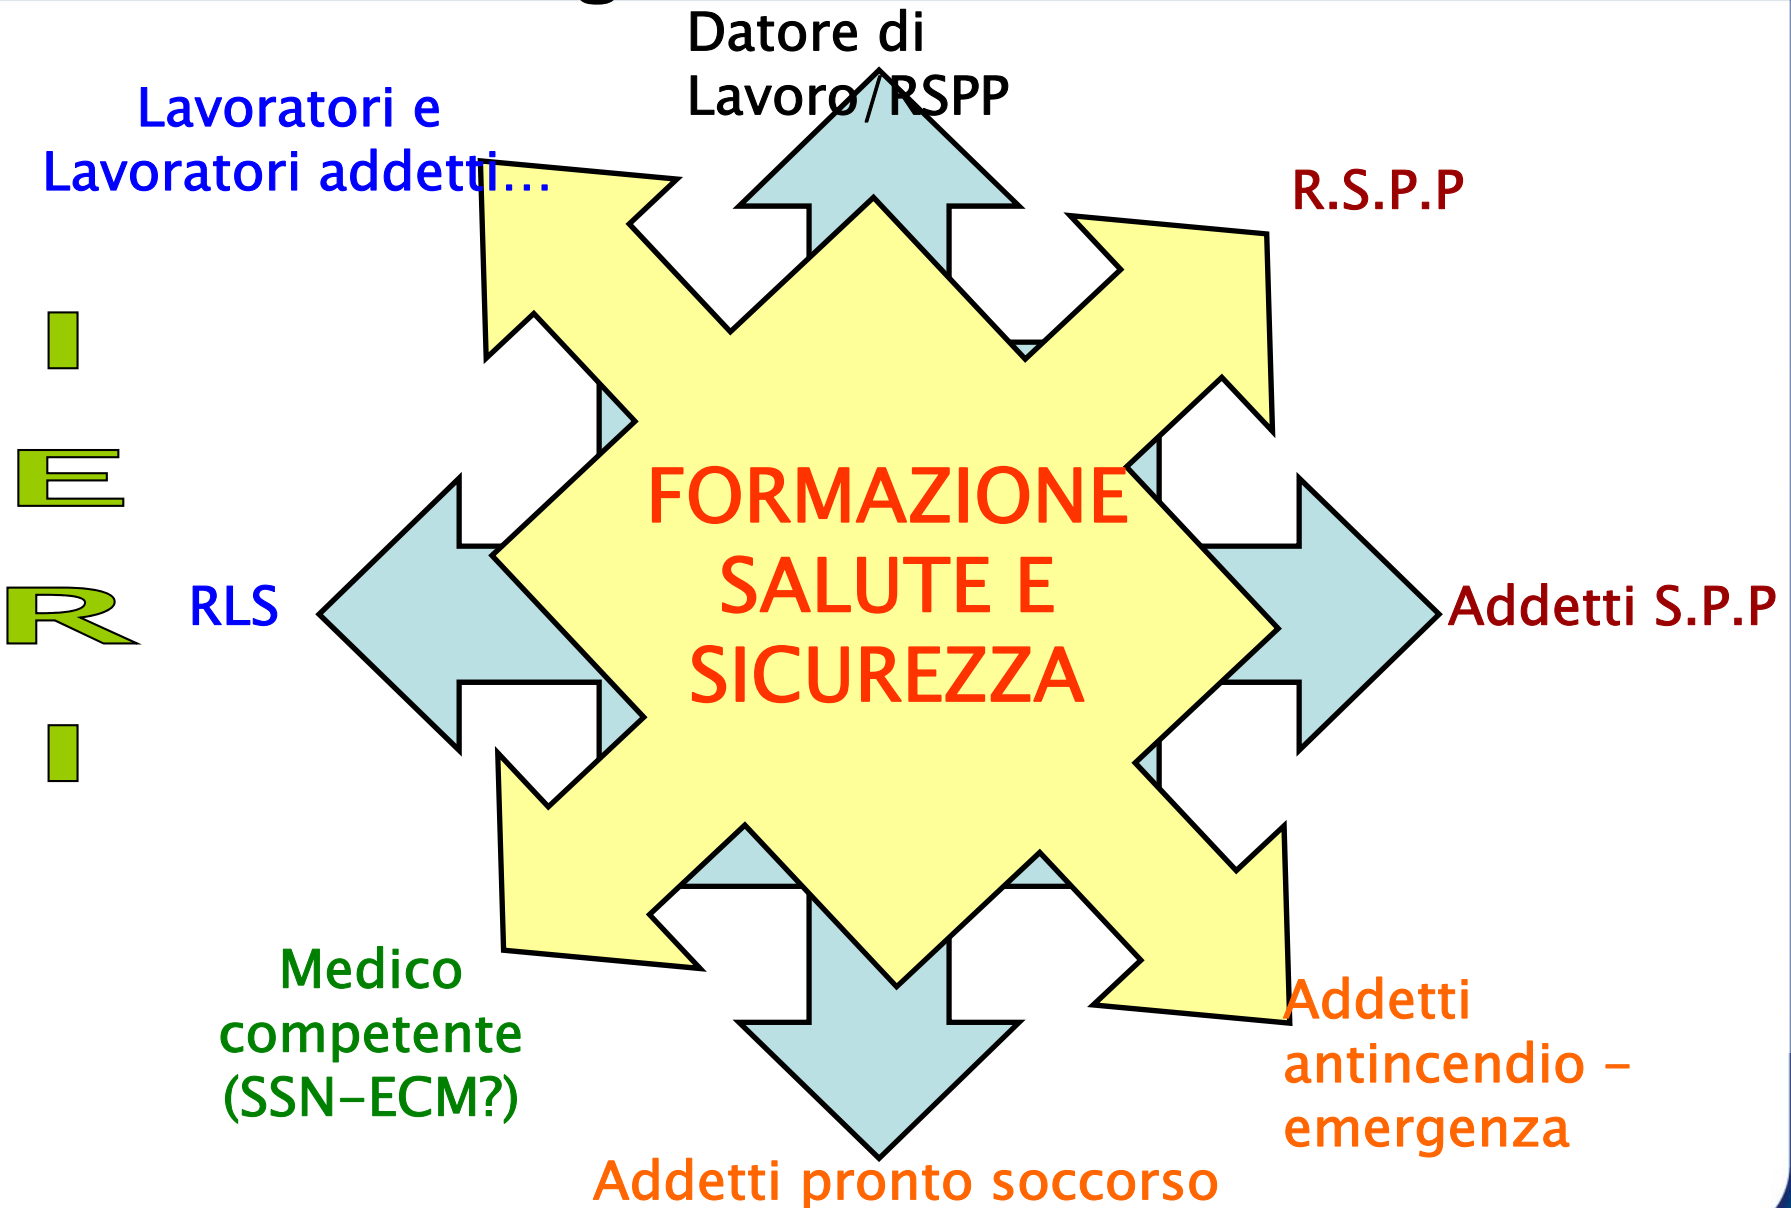 Datore di
Lavoro/RSPP
Lavoratori e
Lavoratori addetti...
R.S.P.P
I
E
R
I
FORMAZIONE
SALUTE E
SICUREZZA
RLS
Addetti S.P.P
Medico
competente
(SSN-ECM?)
Addetti
antincendio -
emergenza
Addetti pronto soccorso